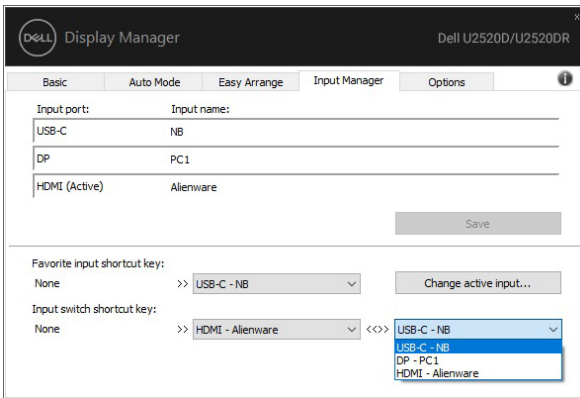 DELL Display Manager Dell U2520D/U2520DR
Basic Auto Mode Easy Arrange Input Manager Options
Input port: Input name:
USB-C NB
DP PC1
HDMI (Active) Alienware
Save
Favorite input shortcut key:
None >> USB-C - NB Change active input...
Input switch shortcut key:
None >> HDMI - Alienware <<>> USB-C - NB
USB-C - NB
DP - PC1
HDMI - Alienware